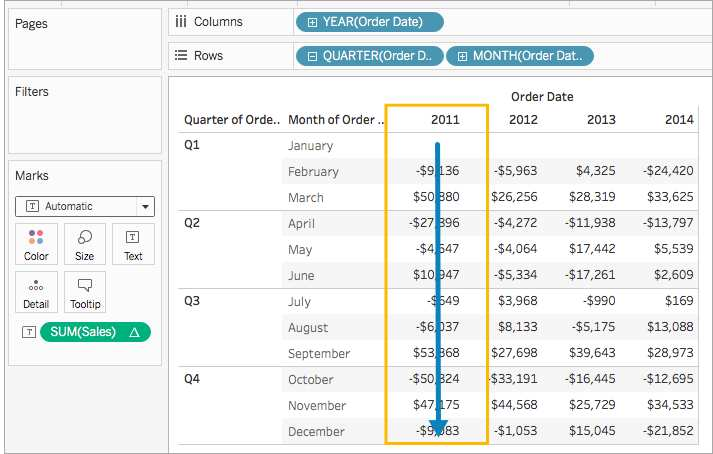 Pages
Columns
YEAR(Order Date)
Rows
QUARTER(Order D..
MONTH(Order Dat..
Filters
Marks
Automatic
Color Size Text
Detail Tooltip
SUM(Sales) Δ
Order Date
Quarter of Orde.. Month of Order .. 2011 2012 2013 2014
Q1 January
February -$5,963 $4,325 -$24,420
March $26,256 $28,319 $33,625
Q2 April -$4,272 -$11,938 -$13,797
May -$4,064 $17,442 $5,539
June -$5,334 -$17,261 $2,609
Q3 July $3,968 -$990 $169
August $8,133 -$5,175 $13,088
September $27,698 $39,643 $28,973
Q4 October -$33,191 -$16,445 -$12,695
November $44,568 $25,729 $34,533
December -$1,053 $15,045 -$21,852